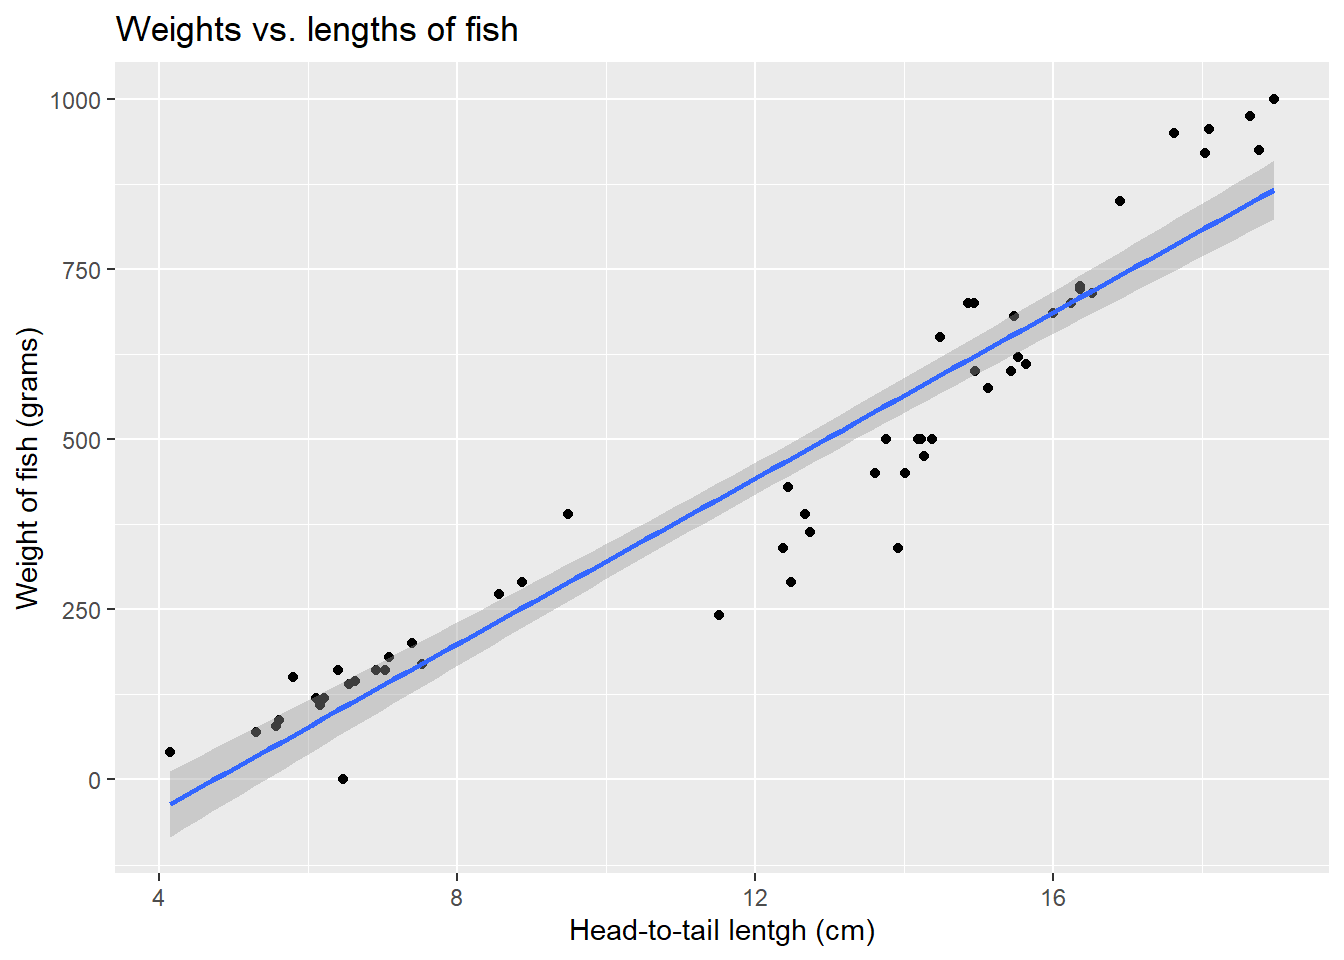 Weights vs. lengths of fish
1000
750
500
250
0
Weight of fish (grams)
4 8 12 16
Head-to-tail lentgh (cm)